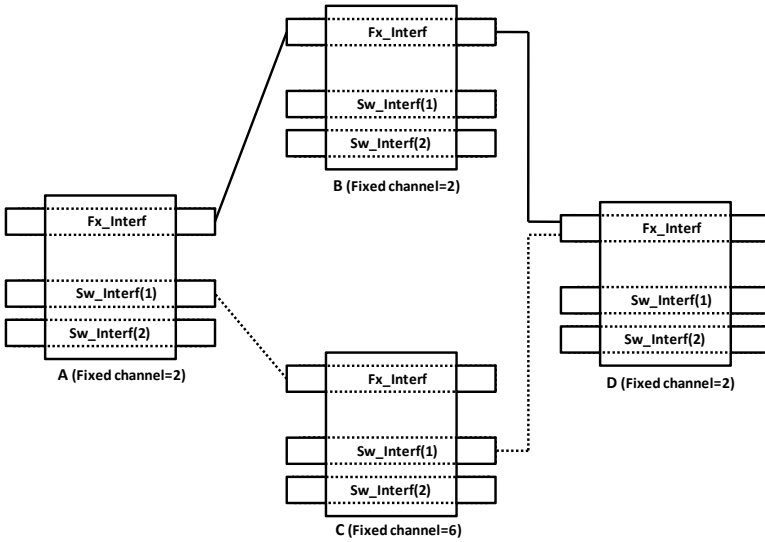 Fx_Interf
Sw_Interf(1)
Sw_Interf(2)
B (Fixed channel=2)
Fx_Interf
Sw_Interf(1)
Sw_Interf(2)
A (Fixed channel=2)
Fx_Interf
Sw_Interf(1)
Sw_Interf(2)
D (Fixed channel=2)
Fx_Interf
Sw_Interf(1)
Sw_Interf(2)
C (Fixed channel=6)